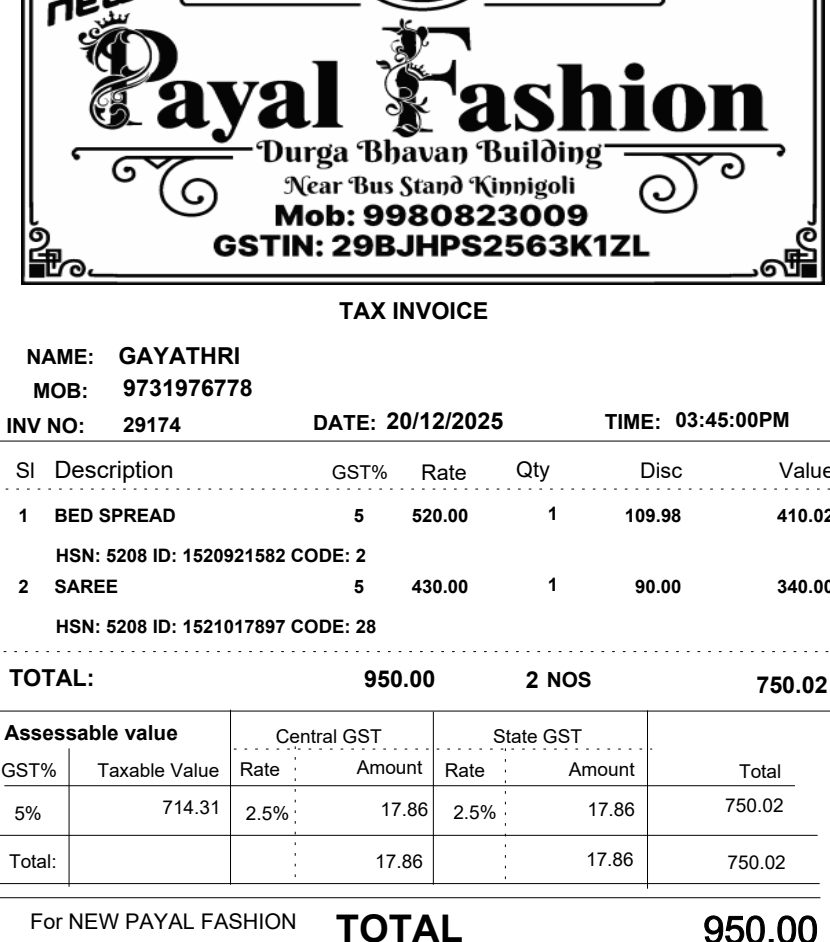 new
Payal Fashion
Durga Bhavan Building
Near Bus Stand Kinnigoli
Mob: 9980823009
GSTIN: 29BJHPS2563K1ZL
TAX INVOICE
NAME: GAYATHRI
MOB: 9731976778
INV NO: 29174 DATE: 20/12/2025 TIME: 03:45:00PM
Sl Description GST% Rate Qty Disc Value
1 BED SPREAD 5 520.00 1 109.98 410.02
HSN: 5208 ID: 1520921582 CODE: 2
2 SAREE 5 430.00 1 90.00 340.00
HSN: 5208 ID: 1521017897 CODE: 28
TOTAL: 950.00 2 NOS 750.02
Assessable value Central GST State GST
GST% Taxable Value Rate Amount Rate Amount Total
5% 714.31 2.5% 17.86 2.5% 17.86 750.02
Total: 17.86 17.86 750.02
For NEW PAYAL FASHION TOTAL 950.00